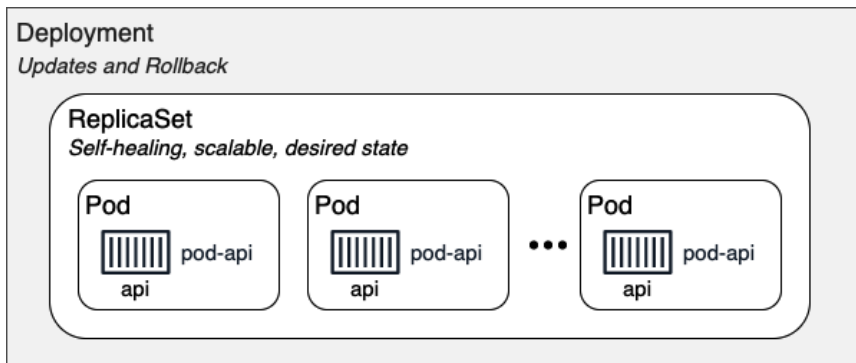 Deployment
Updates and Rollback
ReplicaSet
Self-healing, scalable, desired state
Pod
pod-api
api
Pod
pod-api
api
•••
Pod
pod-api
api